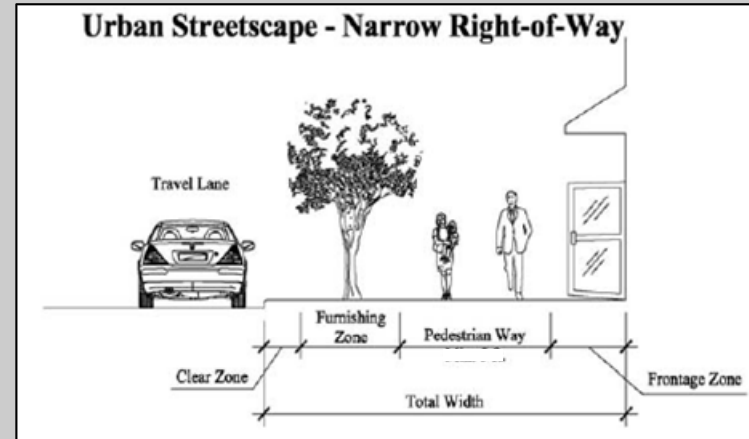 Urban Streetscape - Narrow Right-of-Way
Travel Lane
Furnishing
Zone
Pedestrian Way
Clear Zone
Frontage Zone
Total Width